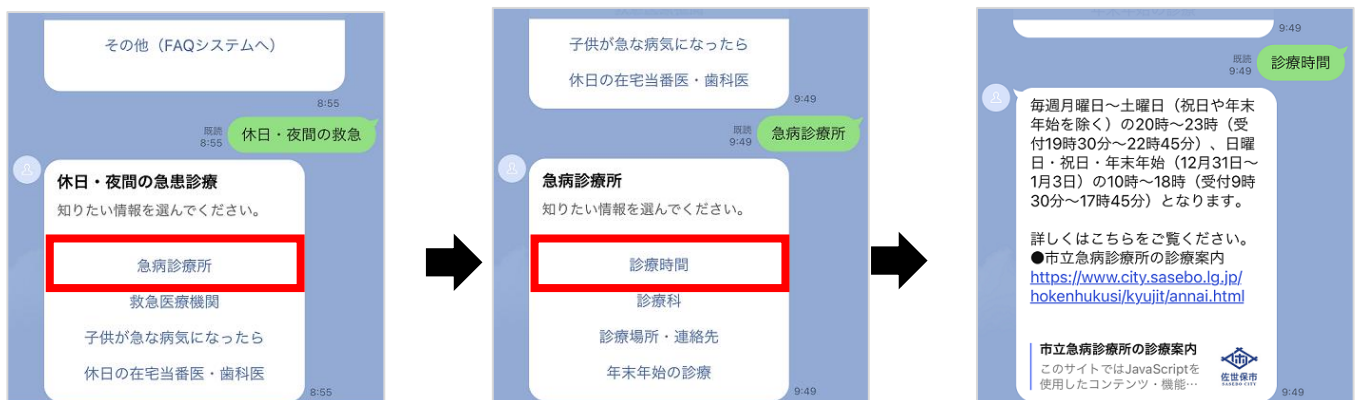 その他（FAQシステムへ）
8:55
既読
8:55
休日・夜間の救急
休日・夜間の急患診療
知りたい情報を選んでください。
急病診療所
救急医療機関
子供が急な病気になったら
休日の在宅当番医・歯科医
8:55
子供が急な病気になったら
休日の在宅当番医・歯科医
9:49
既読
9:49
急病診療所
急病診療所
知りたい情報を選んでください。
診療時間
診療科
診療場所・連絡先
年末年始の診療
9:49
9:49
既読
9:49
診療時間
毎週月曜日～土曜日（祝日や年末
年始を除く）の20時～23時（受
付19時30分～22時45分）、日曜
日・祝日・年末年始（12月31日～
1月3日）の10時～18時（受付9時
30分～17時45分）となります。
詳しくはこちらをご覧ください。
●市立急病診療所の診療案内
https://www.city.sasebo.lg.jp/
hokenhukusi/kyujit/annai.html
市立急病診療所の診療案内
このサイトではJavaScriptを
使用したコンテンツ・機能…
佐世保市
SASEBO CITY
9:49